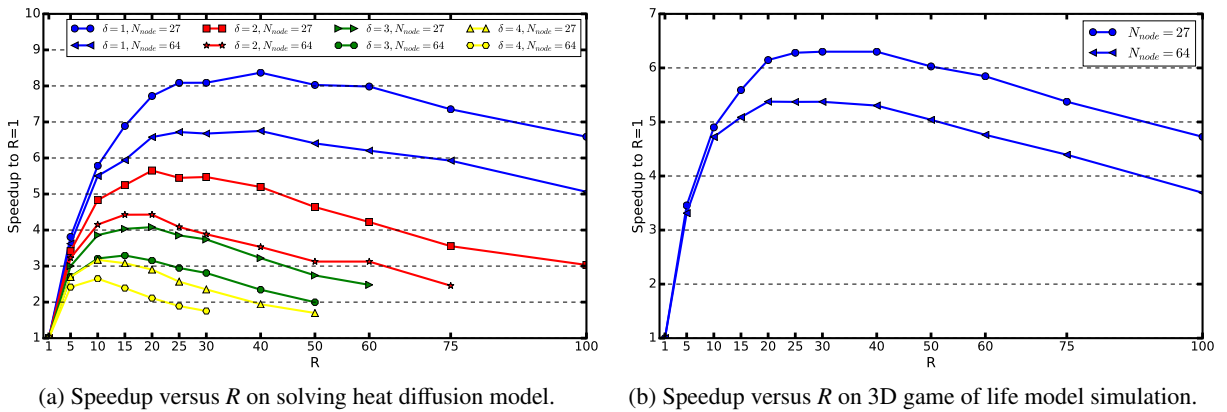 δ=1, N_node=27
δ=2, N_node=27
δ=3, N_node=27
δ=4, N_node=27
δ=1, N_node=64
δ=2, N_node=64
δ=3, N_node=64
δ=4, N_node=64
10
9
8
7
6
5
4
3
2
1
Speedup to R=1
1 5 10 15 20 25 30 40 50 60 75 100
R
(a) Speedup versus R on solving heat diffusion model.
N_node=27
N_node=64
7
6
5
4
3
2
1
Speedup to R=1
1 5 10 15 20 25 30 40 50 60 75 100
R
(b) Speedup versus R on 3D game of life model simulation.